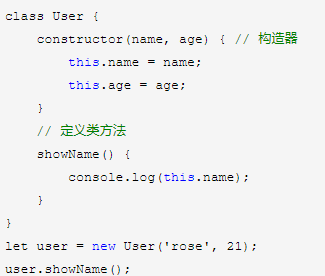 class User {
    constructor(name, age) { // 构造器
        this.name = name;
        this.age = age;
    }
    // 定义类方法
    showName() {
        console.log(this.name);
    }
}
let user = new User('rose', 21);
user.showName();